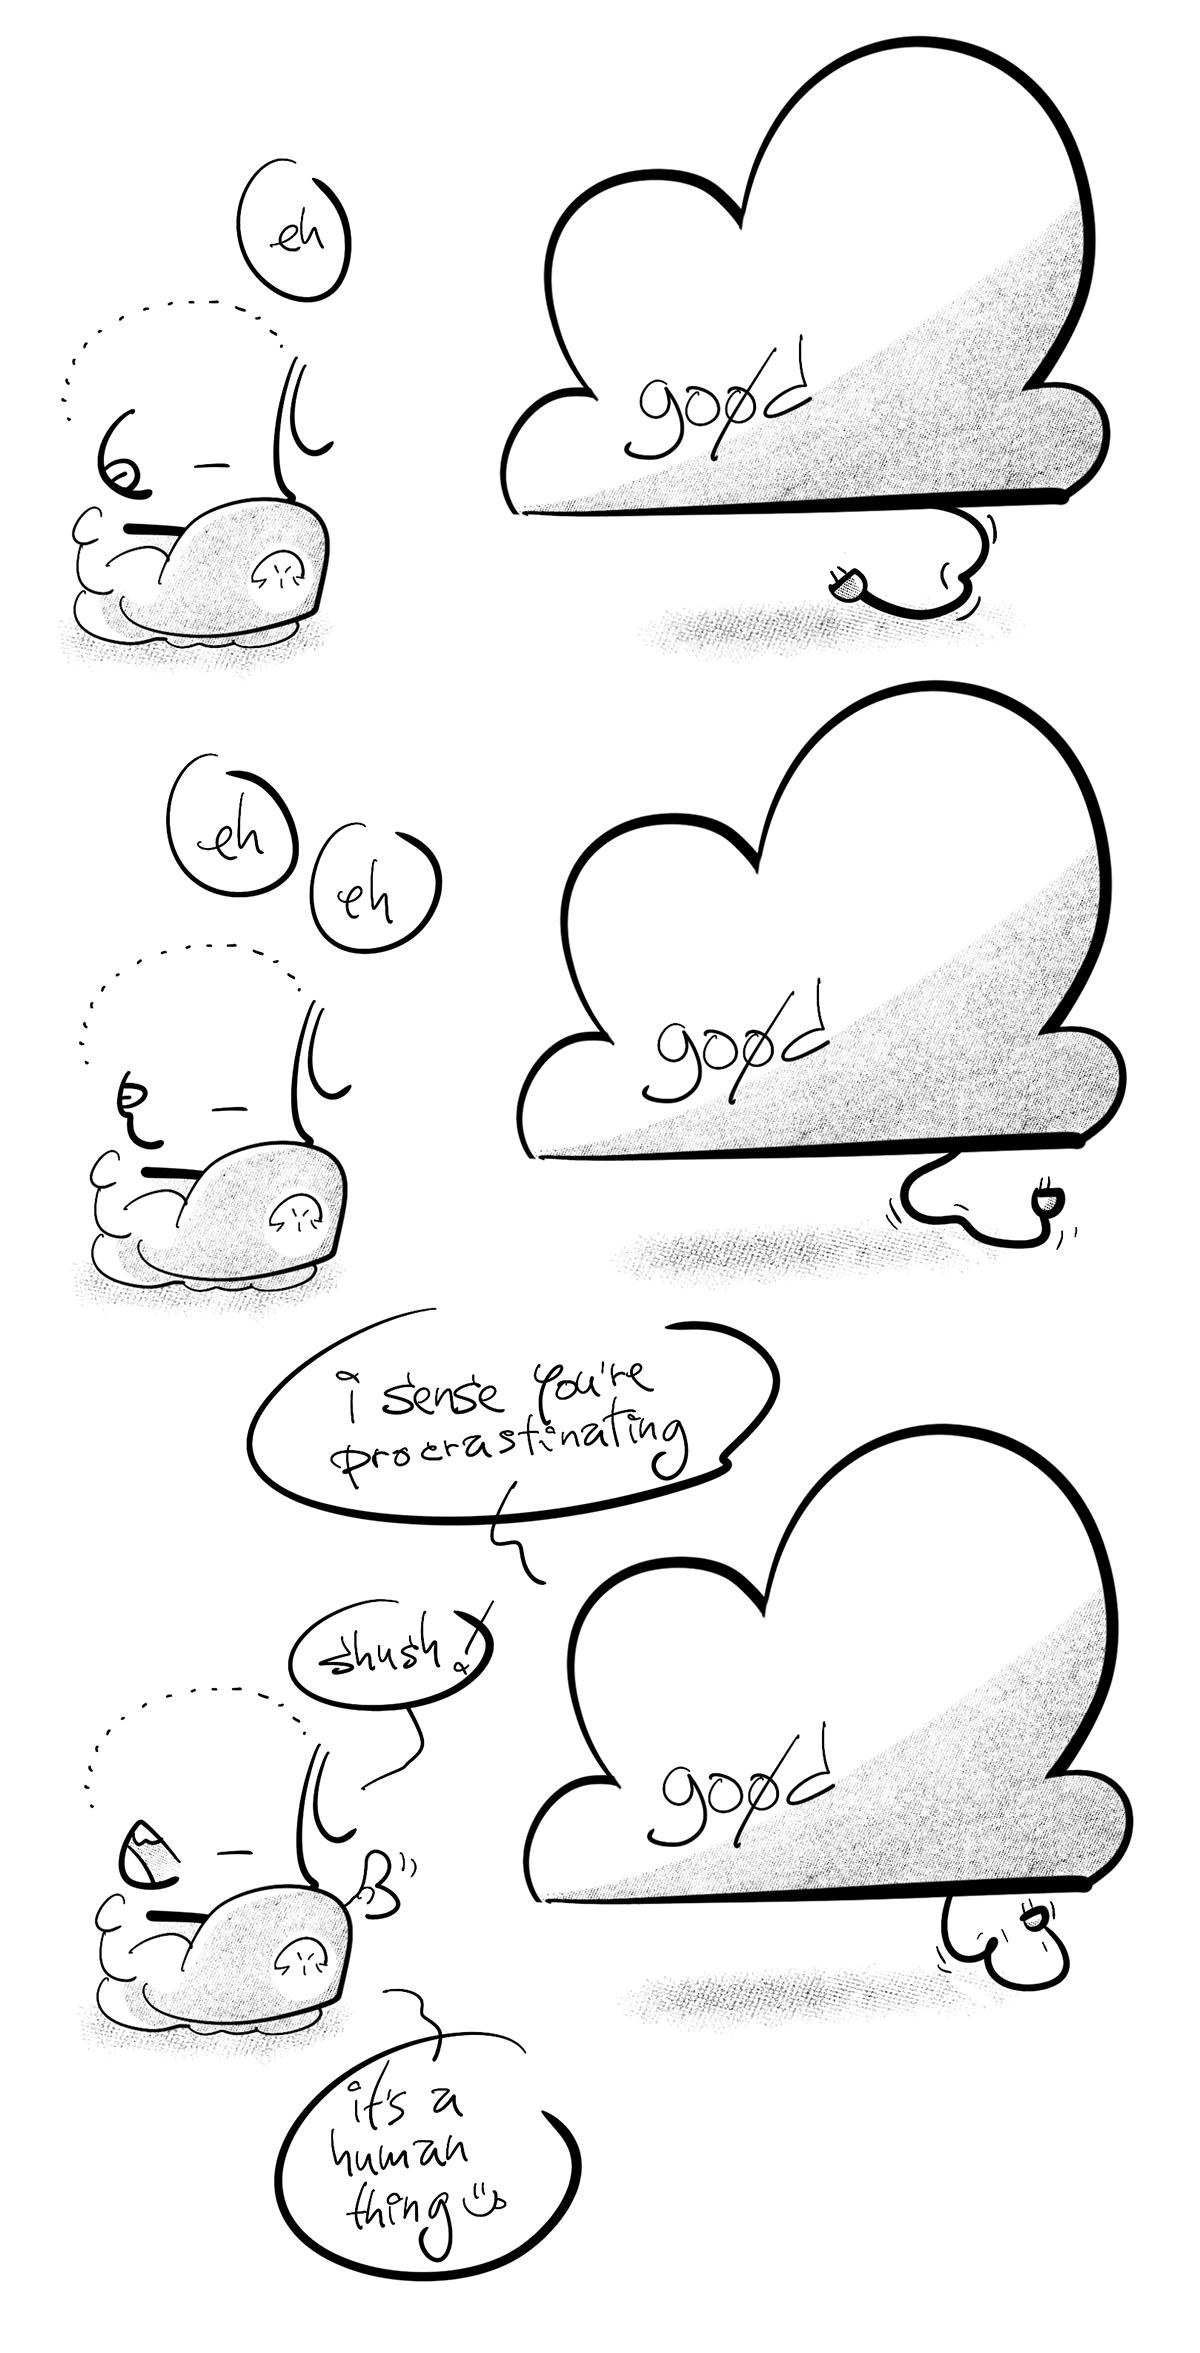 eh
good
eh
eh
good
i sense you're
procrastinating
shush!
good
it's a
human
thing